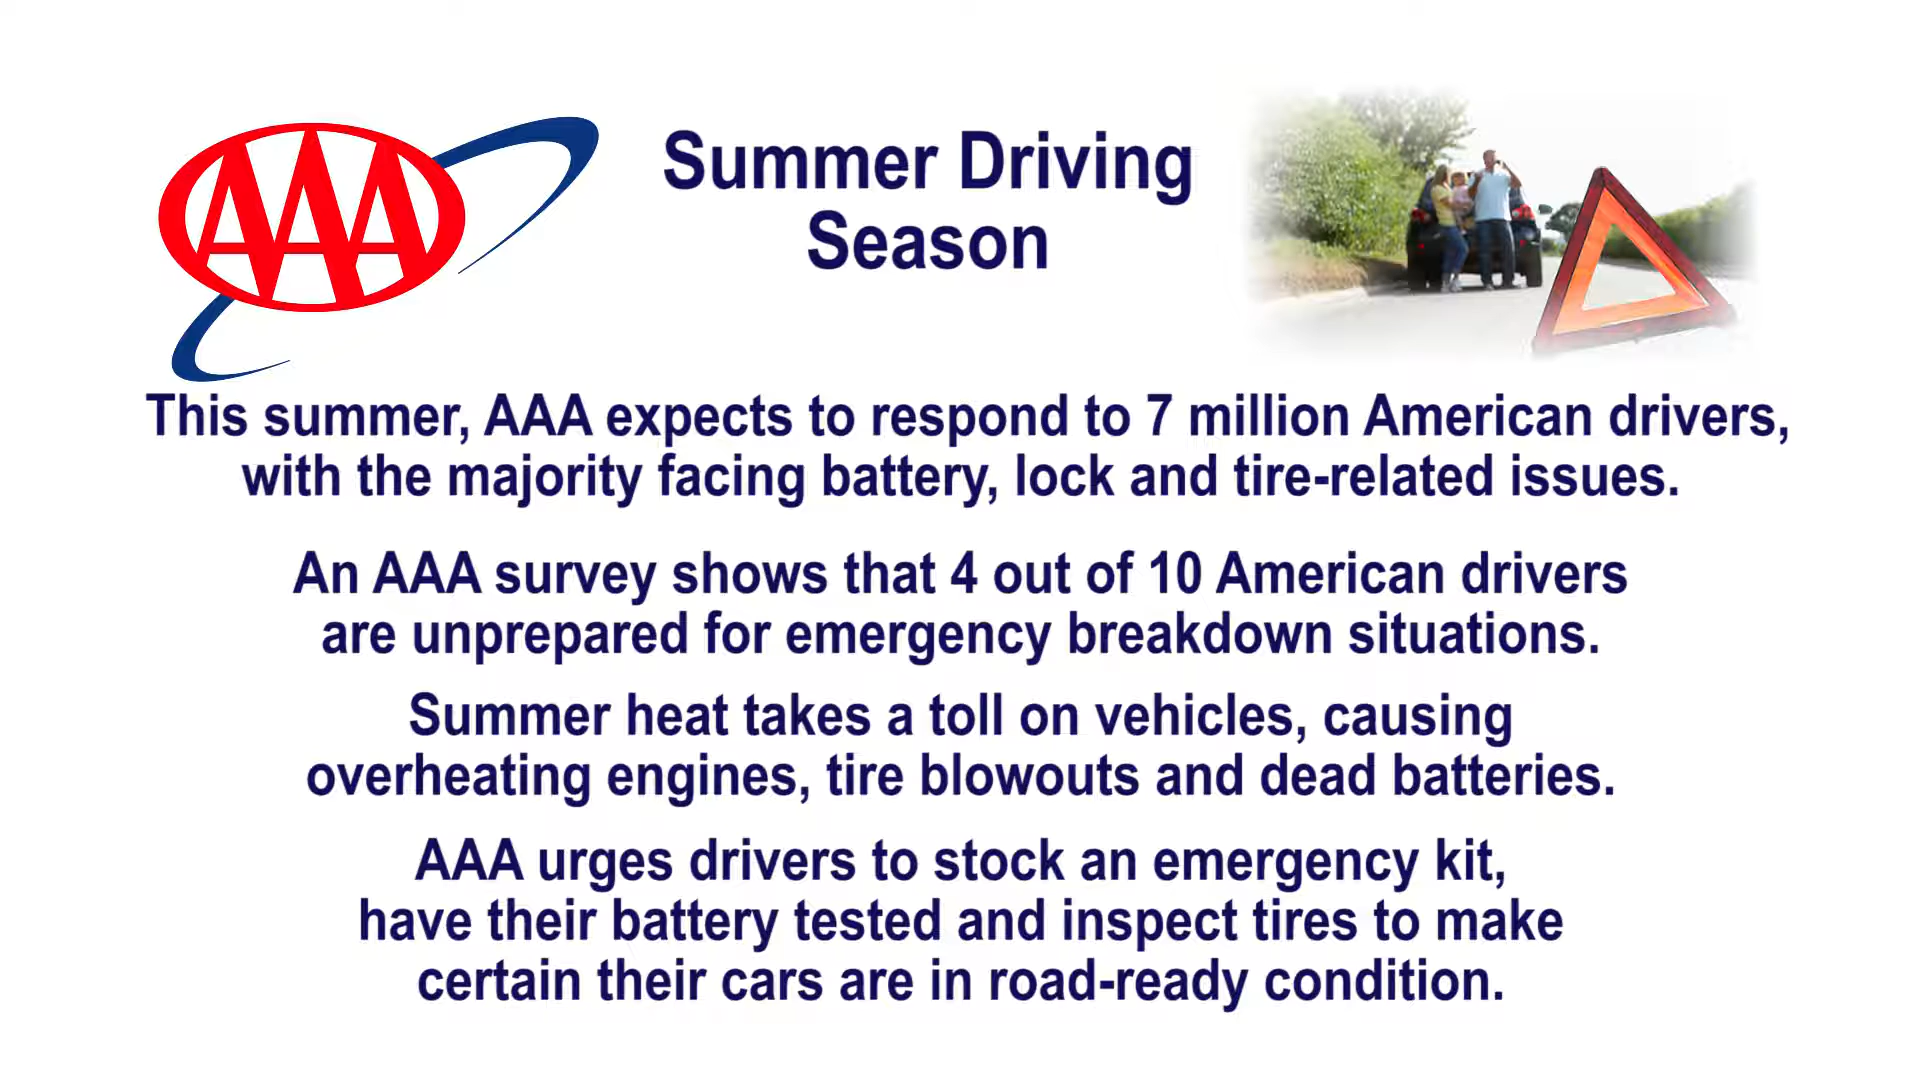 AAA
Summer Driving
Season
This summer, AAA expects to respond to 7 million American drivers,
with the majority facing battery, lock and tire-related issues.
An AAA survey shows that 4 out of 10 American drivers
are unprepared for emergency breakdown situations.
Summer heat takes a toll on vehicles, causing
overheating engines, tire blowouts and dead batteries.
AAA urges drivers to stock an emergency kit,
have their battery tested and inspect tires to make
certain their cars are in road-ready condition.